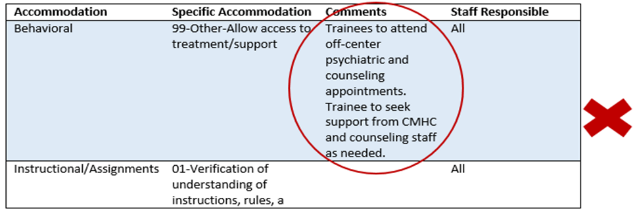 Accommodation Specific Accommodation Comments Staff Responsible
Behavioral 99-Other-Allow access to Trainees to attend All
treatment/support off-center
psychiatric and
counseling
appointments.
Trainee to seek
support from CMHC
and counseling staff
as needed.
Instructional/Assignments 01-Verification of All
understanding of
instructions, rules, a